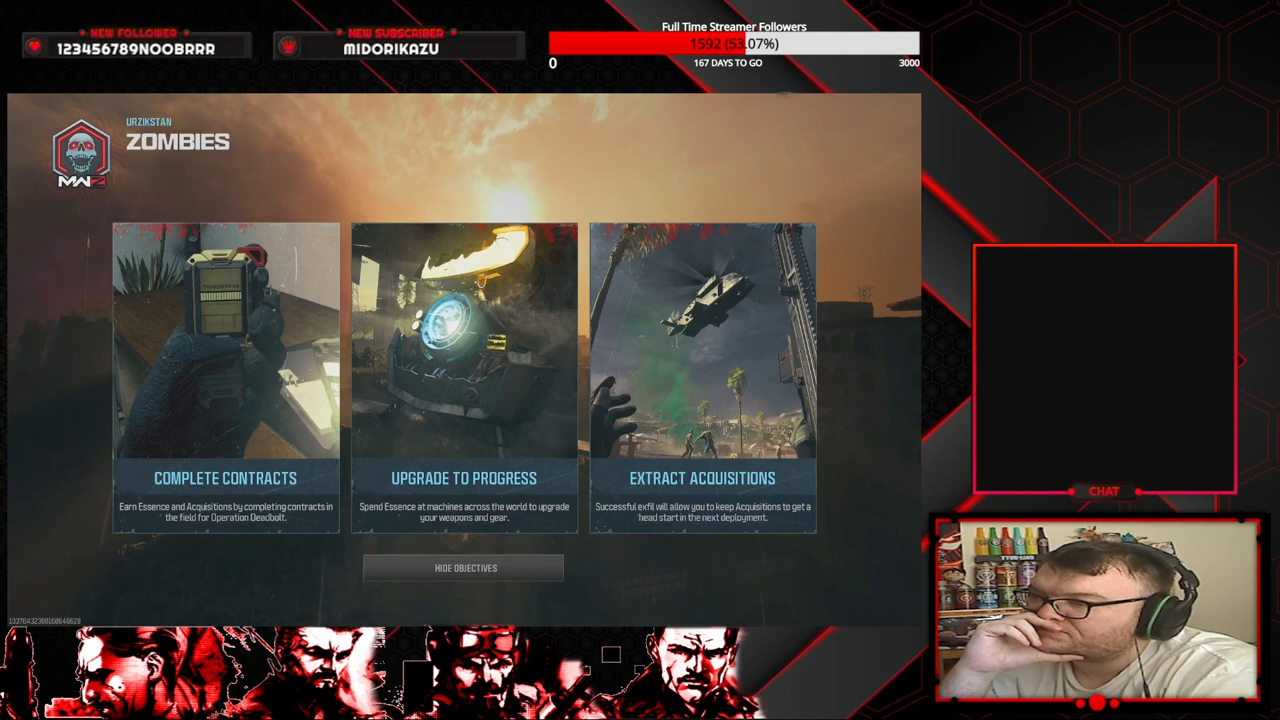 NEW FOLLOWER
123456789NOOBRRR
NEW SUBSCRIBER
MIDORIKAZU
Full Time Streamer Followers
1592 (53.07%)
0
167 DAYS TO GO
3000
URZIKSTAN
ZOMBIES
MWZ
TRANSFERRING
COMPLETE CONTRACTS
Earn Essence and Acquisitions by completing contracts in
the field for Operation Deadbolt.
UPGRADE TO PROGRESS
Spend Essence at machines across the world to upgrade
your weapons and gear.
EXTRACT ACQUISITIONS
Successful exfil will allow you to keep Acquisitions to get a
head start in the next deployment.
HIDE OBJECTIVES
CHAT